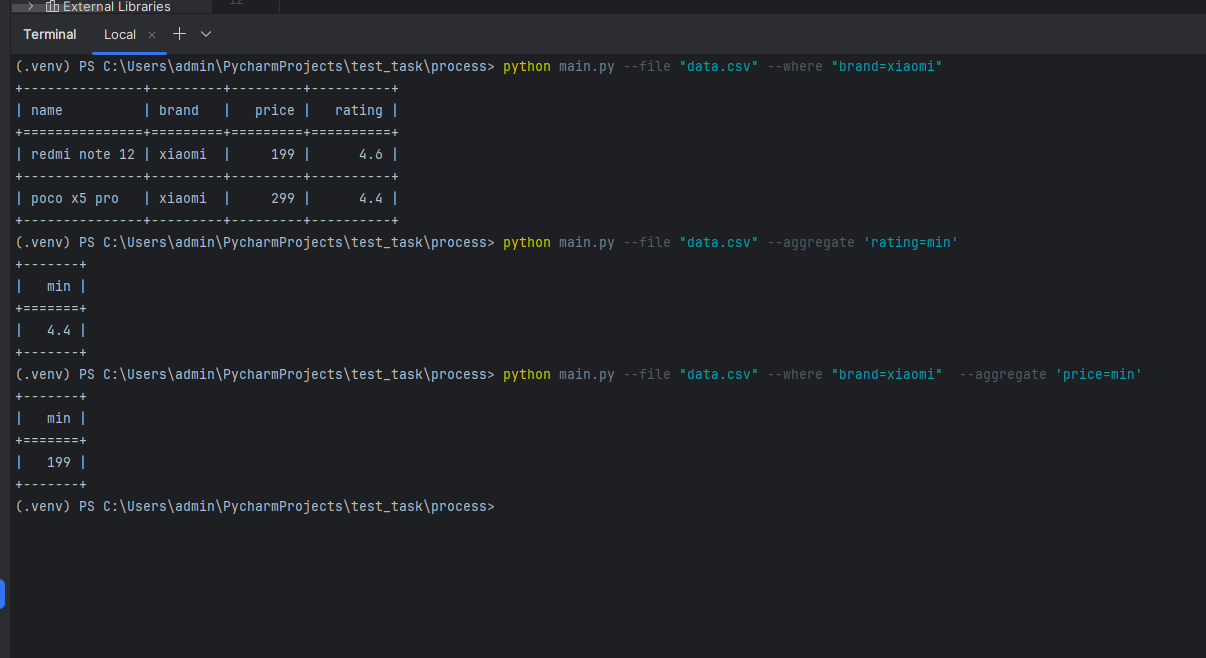 External Libraries
12
Terminal Local × + ⌵
(.venv) PS C:\Users\admin\PycharmProjects\test_task\process> python main.py --file "data.csv" --where "brand=xiaomi"
+---------------+---------+---------+----------+
| name          | brand   |   price |   rating |
+===============+=========+=========+==========+
| redmi note 12 | xiaomi  |     199 |      4.6 |
+---------------+---------+---------+----------+
| poco x5 pro   | xiaomi  |     299 |      4.4 |
+---------------+---------+---------+----------+
(.venv) PS C:\Users\admin\PycharmProjects\test_task\process> python main.py --file "data.csv" --aggregate 'rating=min'
+-------+
|   min |
+=======+
|   4.4 |
+-------+
(.venv) PS C:\Users\admin\PycharmProjects\test_task\process> python main.py --file "data.csv" --where "brand=xiaomi"  --aggregate 'price=min'
+-------+
|   min |
+=======+
|   199 |
+-------+
(.venv) PS C:\Users\admin\PycharmProjects\test_task\process>